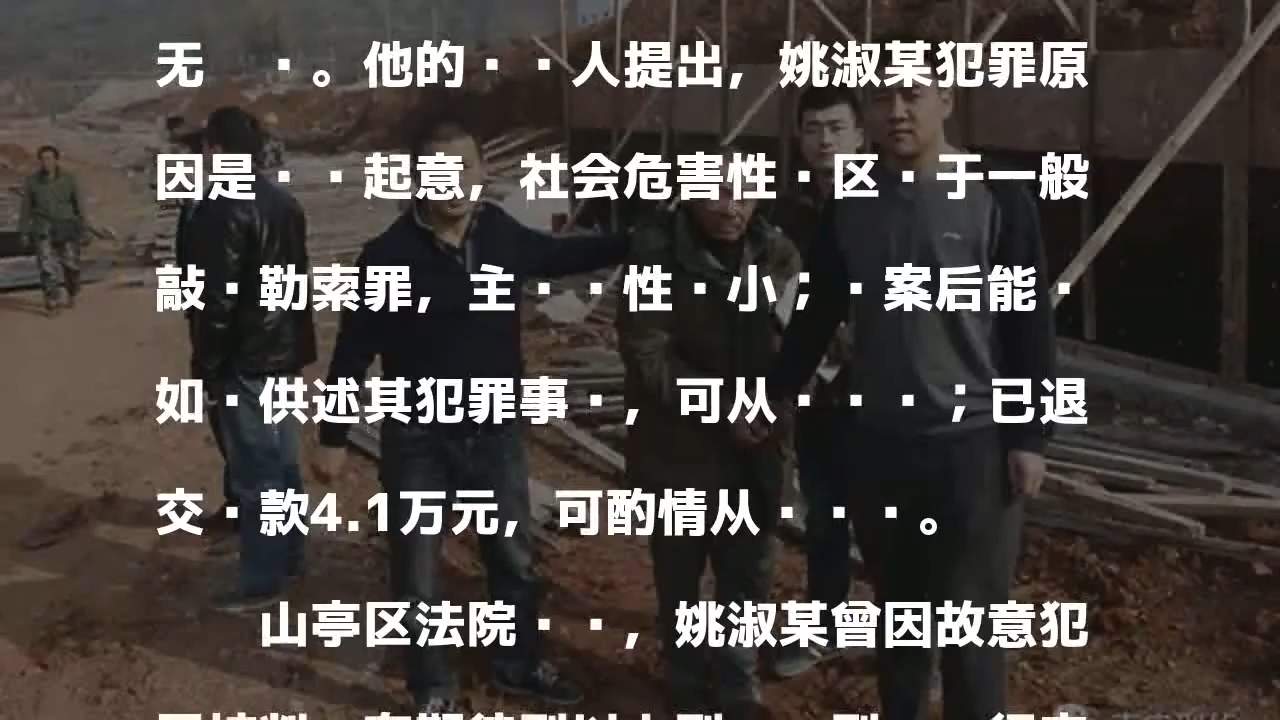 无 ·。他的··人提出，姚淑某犯罪原
因是··起意，社会危害性·区·于一般
敲·勒索罪，主··性·小；·案后能·
如·供述其犯罪事·，可从···；已退
交·款4.1万元，可酌情从···。
山亭区法院··，姚淑某曾因故意犯